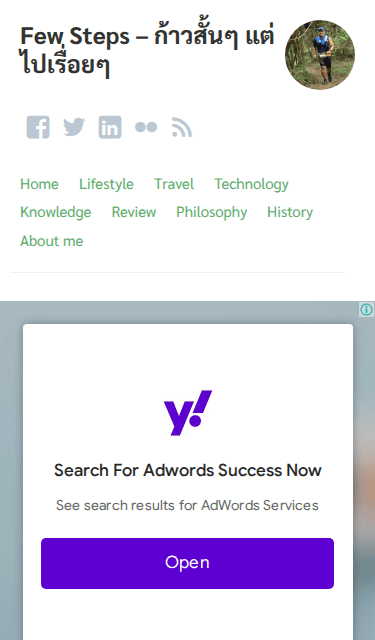 Few Steps – ก้าวสั้นๆ แต่
ไปเรื่อยๆ
Home Lifestyle Travel Technology
Knowledge Review Philosophy History
About me
y!
Search For Adwords Success Now
See search results for AdWords Services
Open